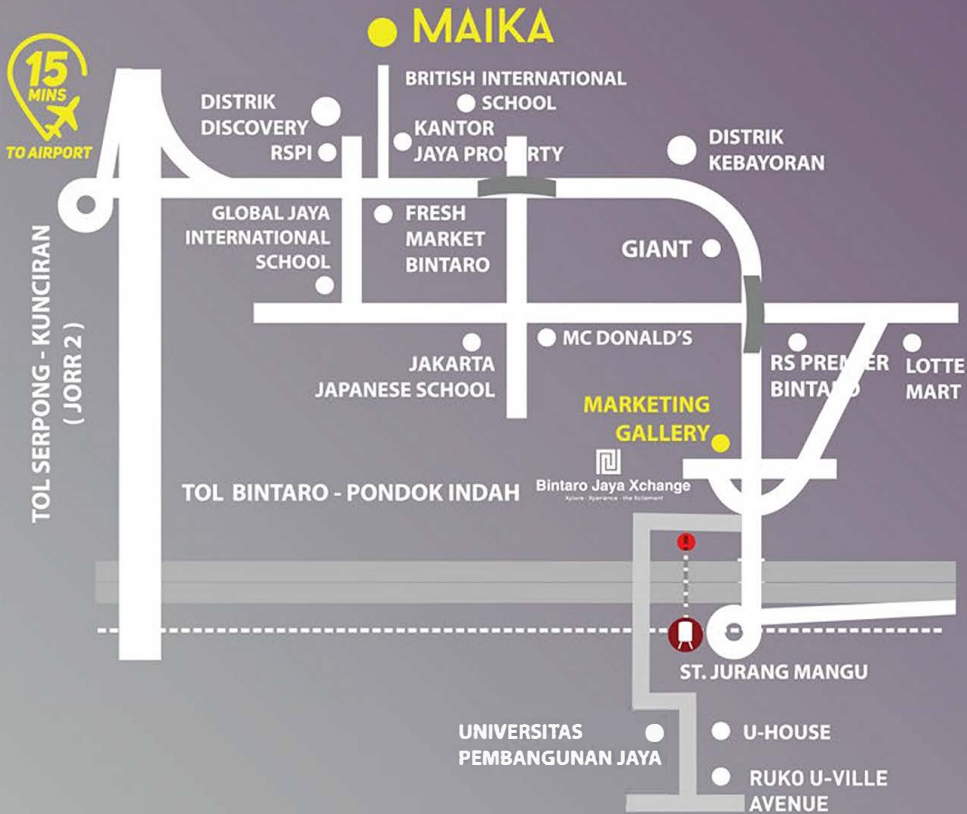 MAIKA
15
MINS
TO AIRPORT
BRITISH INTERNATIONAL
SCHOOL
DISTRIK
DISCOVERY
RSPI
KANTOR
JAYA PROPERTY
DISTRIK
KEBAYORAN
GLOBAL JAYA
INTERNATIONAL
SCHOOL
FRESH
MARKET
BINTARO
GIANT
TOL SERPONG - KUNCIRAN
( JORR 2 )
JAKARTA
JAPANESE SCHOOL
MC DONALD'S
RS PREMIER
BINTARO
LOTTE
MART
MARKETING
GALLERY
Bintaro Jaya Xchange
TOL BINTARO - PONDOK INDAH
ST. JURANG MANGU
UNIVERSITAS
PEMBANGUNAN JAYA
U-HOUSE
RUKO U-VILLE
AVENUE